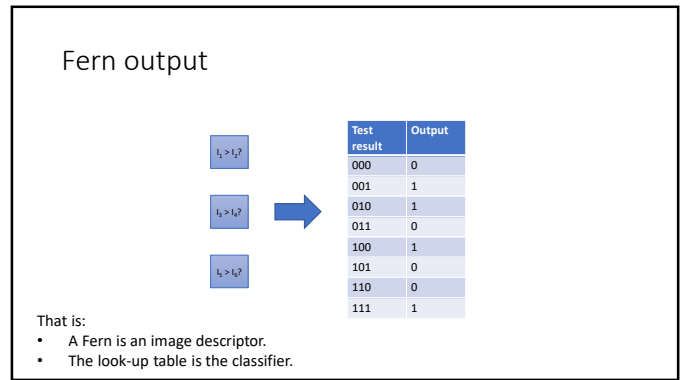 Fern output
I₁ > I₂?
I₃ > I₄?
I₅ > I₆?
Test result	Output
000	0
001	1
010	1
011	0
100	1
101	0
110	0
111	1
That is:
• A Fern is an image descriptor.
• The look-up table is the classifier.